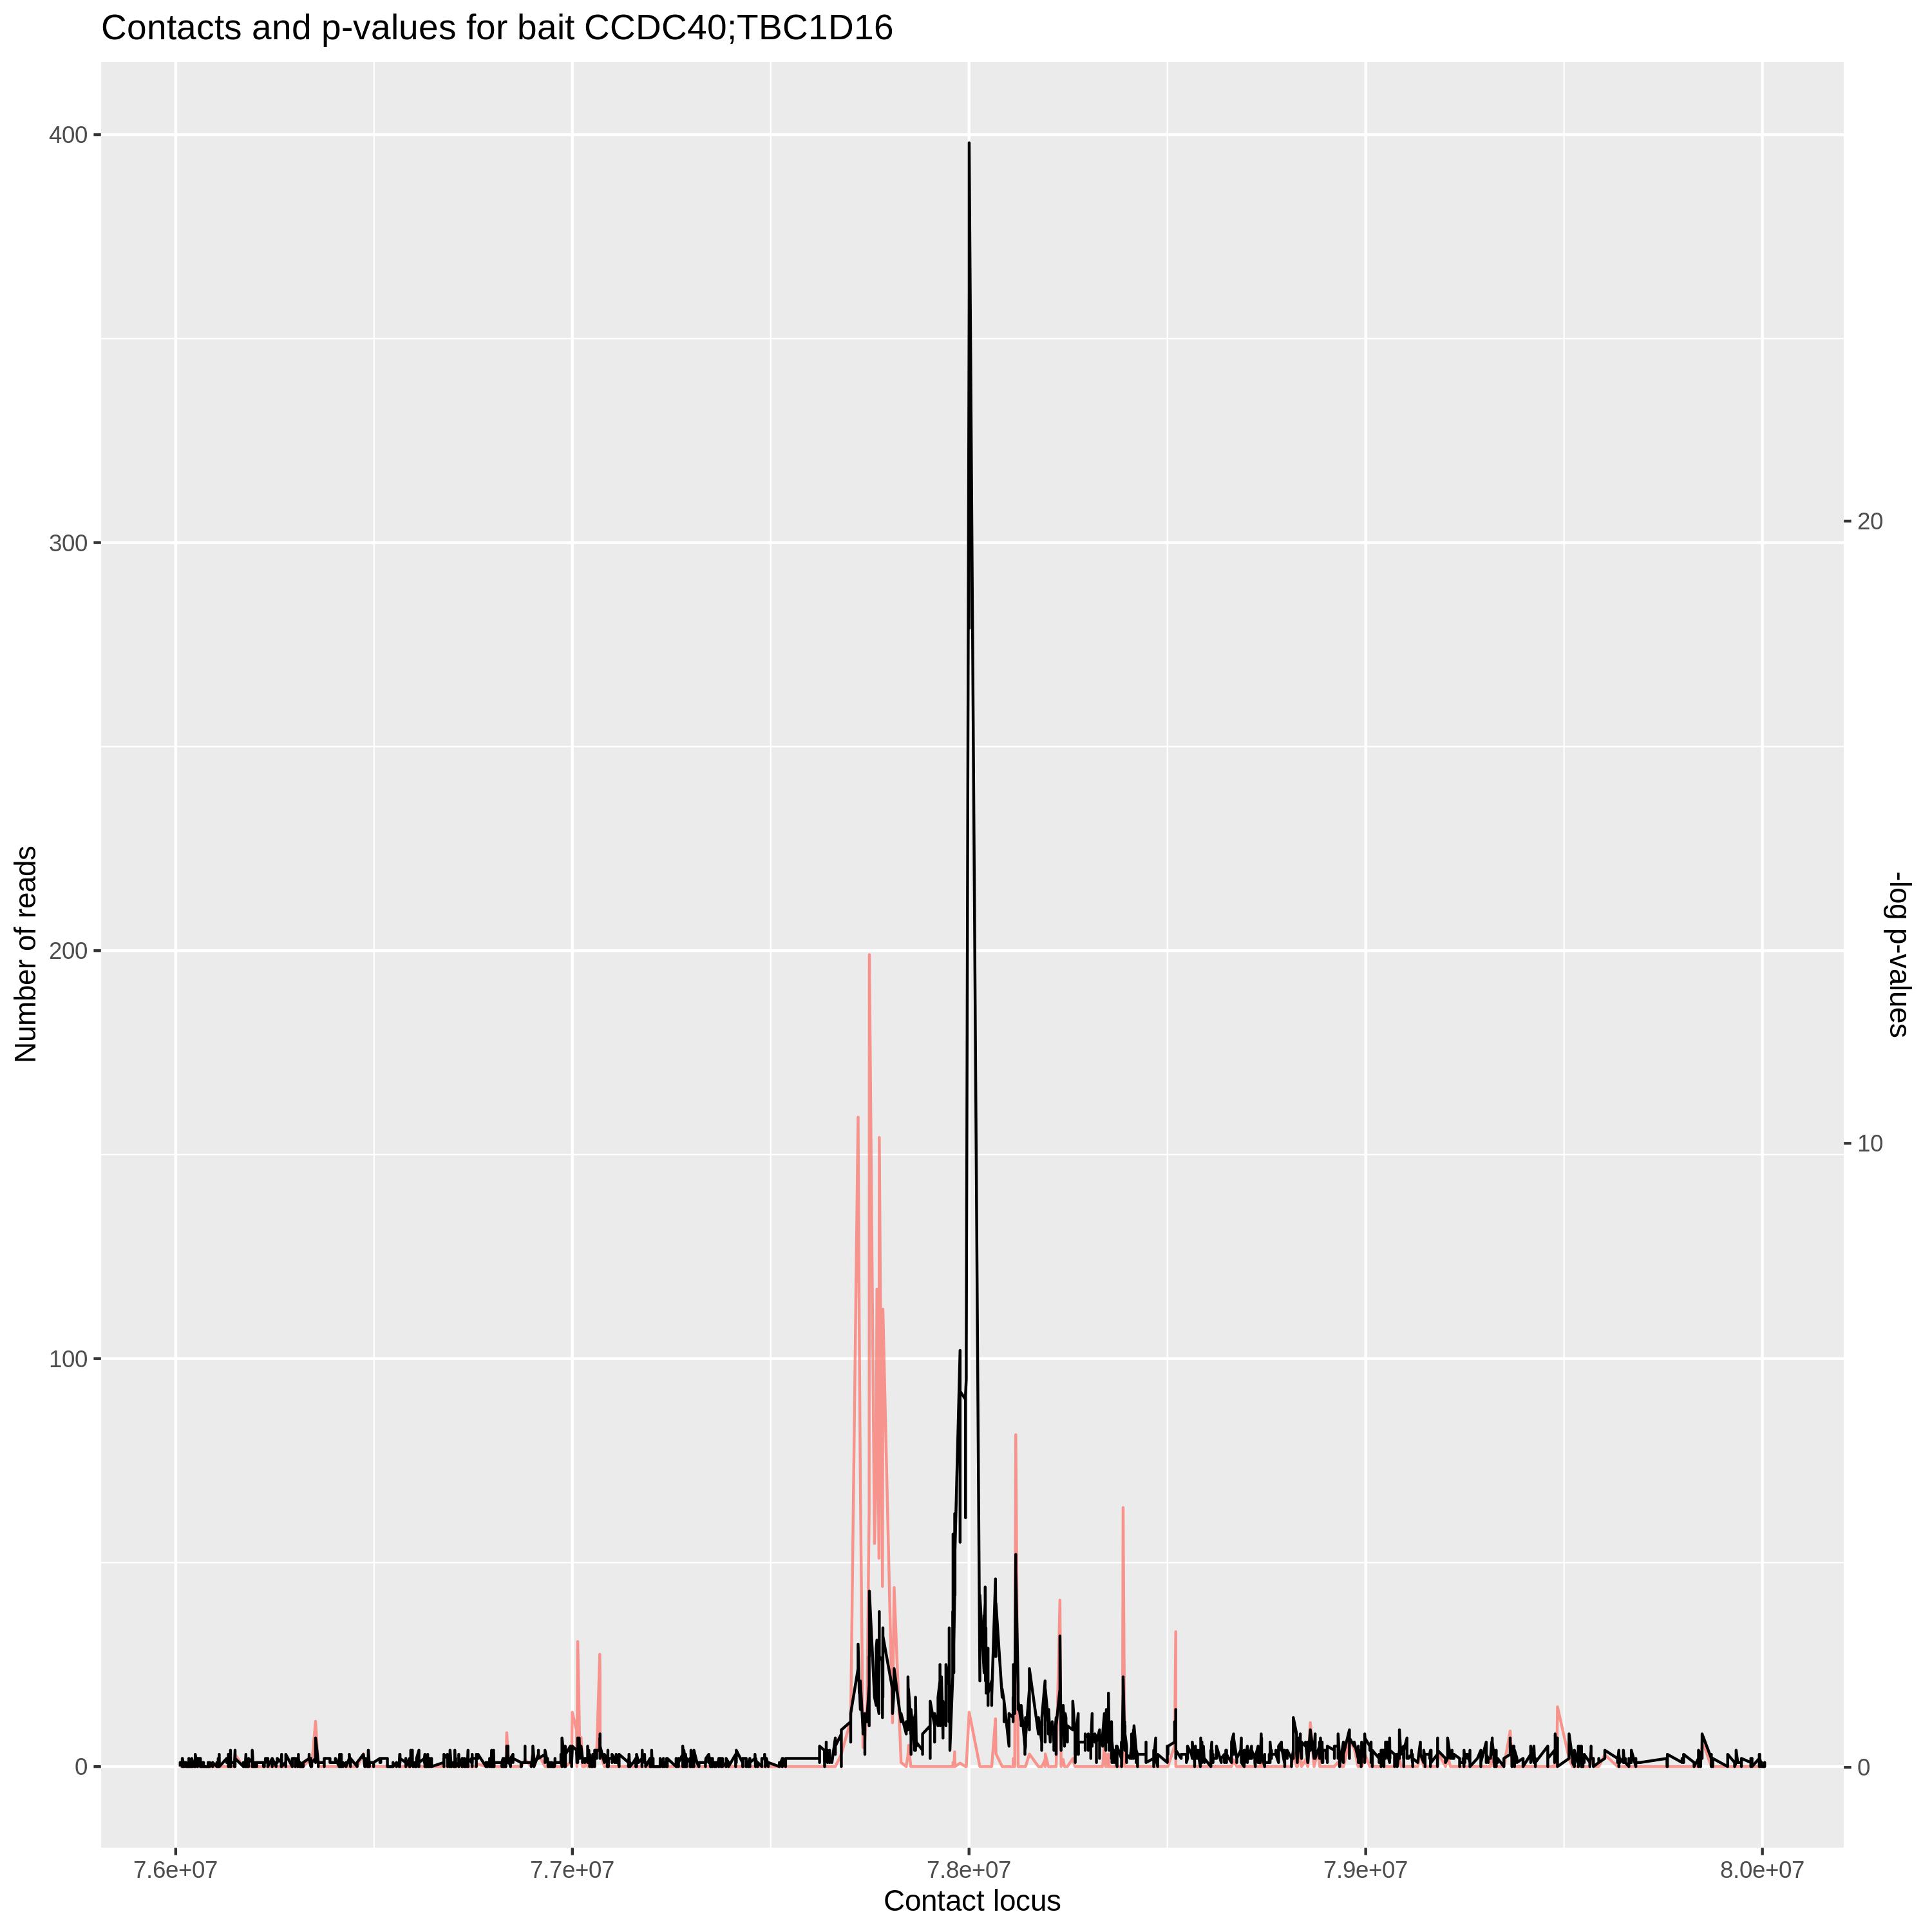 Contacts and p-values for bait CCDC40;TBC1D16
400
300
200
100
0
Number of reads
20
10
0
-log p-values
7.6e+07
7.7e+07
7.8e+07
7.9e+07
8.0e+07
Contact locus